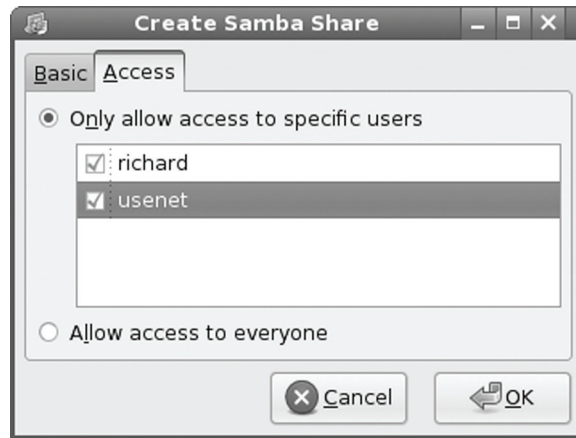 Create Samba Share
Basic Access
Only allow access to specific users
richard
usenet
Allow access to everyone
Cancel OK